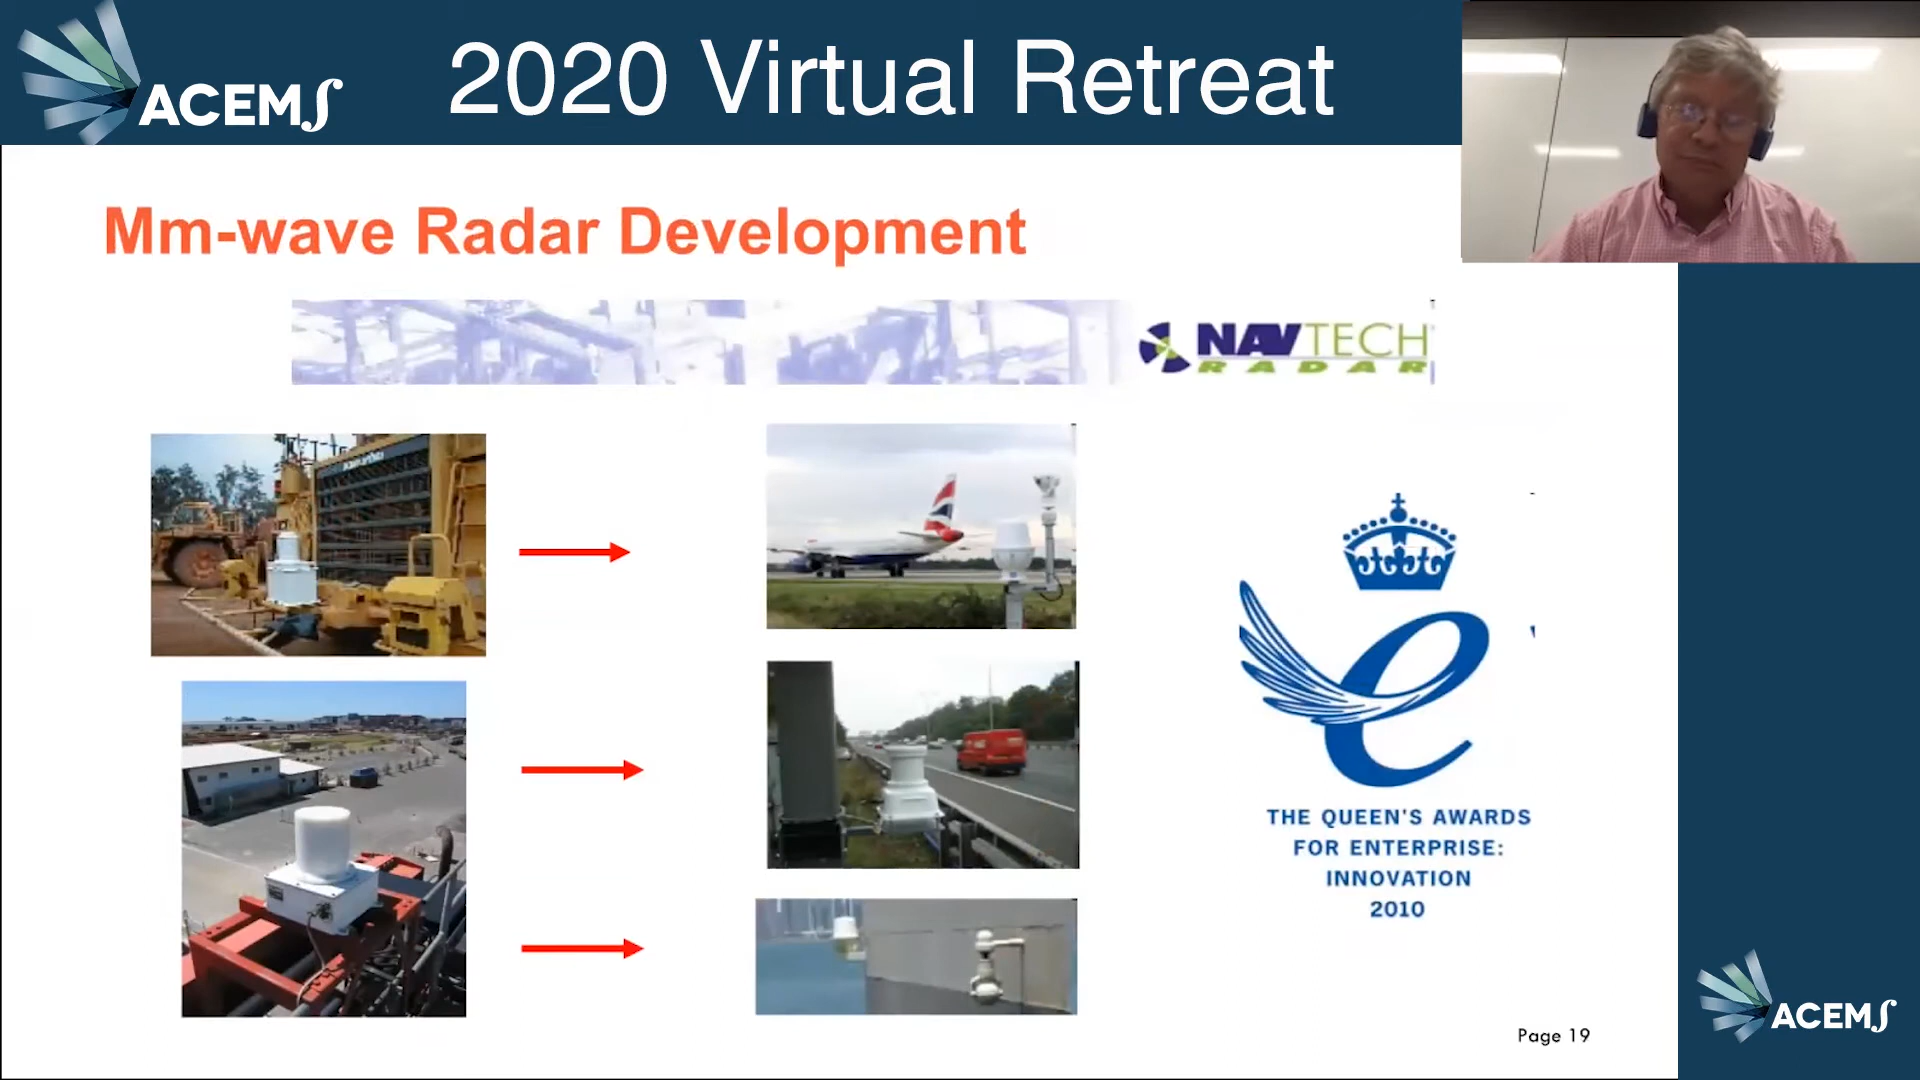 ACEMS
2020 Virtual Retreat
Mm-wave Radar Development
NAVTECH
RADAR
THE QUEEN'S AWARDS
FOR ENTERPRISE:
INNOVATION
2010
Page 19
ACEMS